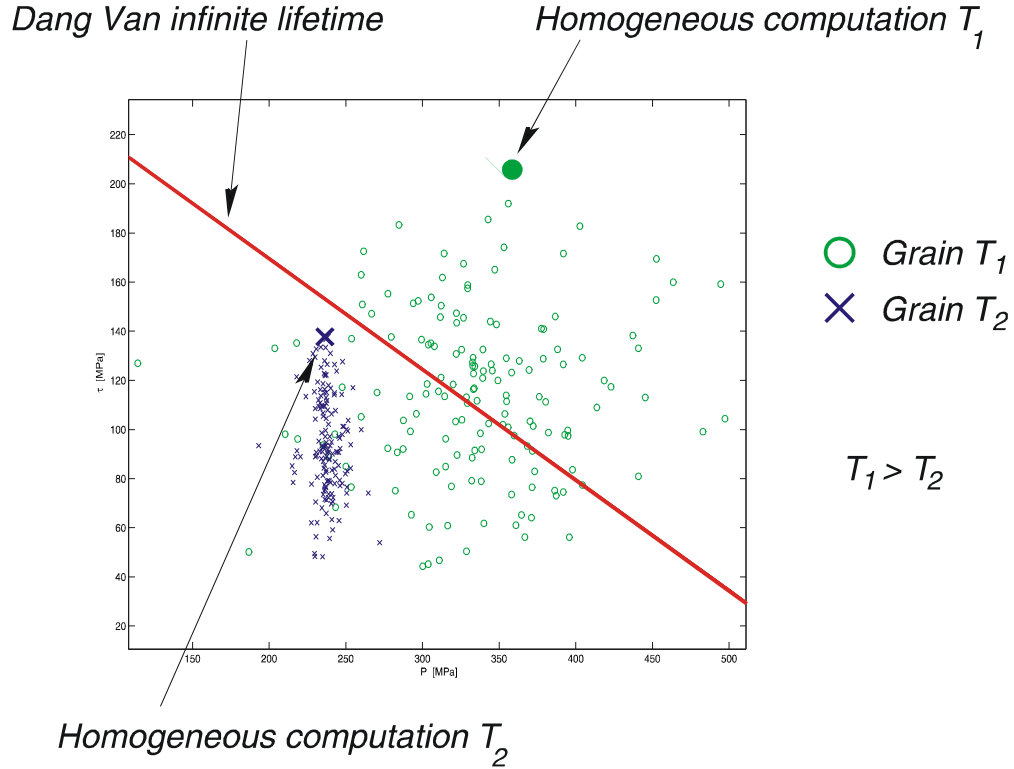 Dang Van infinite lifetime
Homogeneous computation T1
220
200
180
160
140
120
100
80
60
40
20
τ [MPa]
150
200
250
300
350
400
450
500
P [MPa]
Grain T1
Grain T2
T1 > T2
Homogeneous computation T2